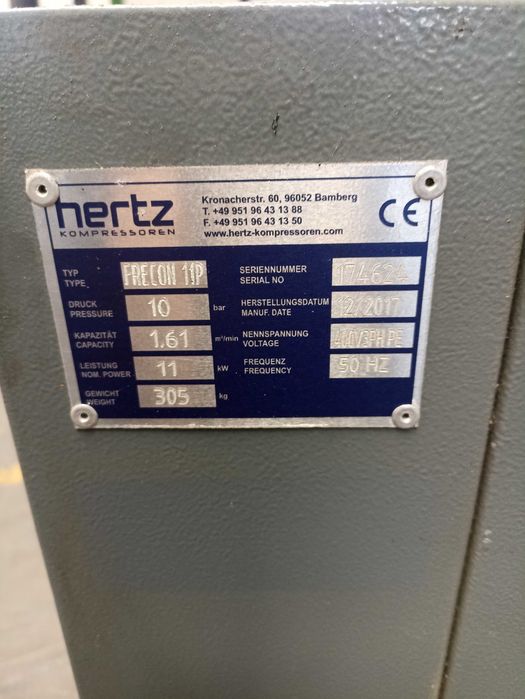 hertz
KOMPRESSOREN
Kronacherstr. 60, 96052 Bamberg
T. +49 951 96 43 13 88
F. +49 951 96 43 13 50
www.hertz-kompressoren.com
CE
TYP
TYPE
FRECON 11P
DRUCK
PRESSURE
10 bar
KAPAZITÄT
CAPACITY
1.61 m³/min
LEISTUNG
NOM. POWER
11 kW
GEWICHT
WEIGHT
305 kg
SERIENNUMMER
SERIAL NO
HERSTELLUNGSDATUM
MANUF. DATE
12/2017
NENNSPANNUNG
VOLTAGE
FREQUENZ
FREQUENCY
50 HZ